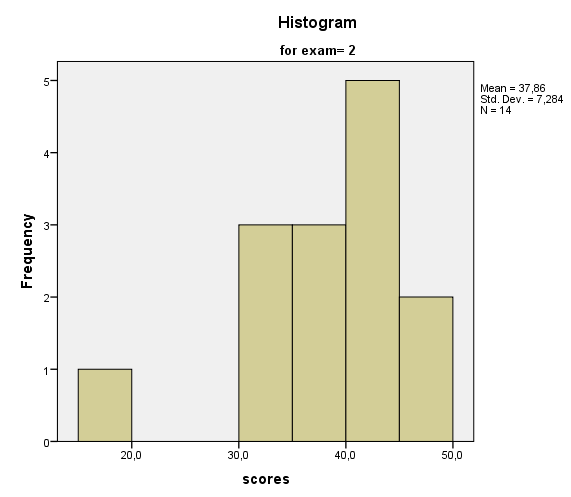 Histogram
for exam= 2
Mean = 37,86
Std. Dev. = 7,284
N = 14
Frequency
5
4
3
2
1
0
20,0 30,0 40,0 50,0
scores